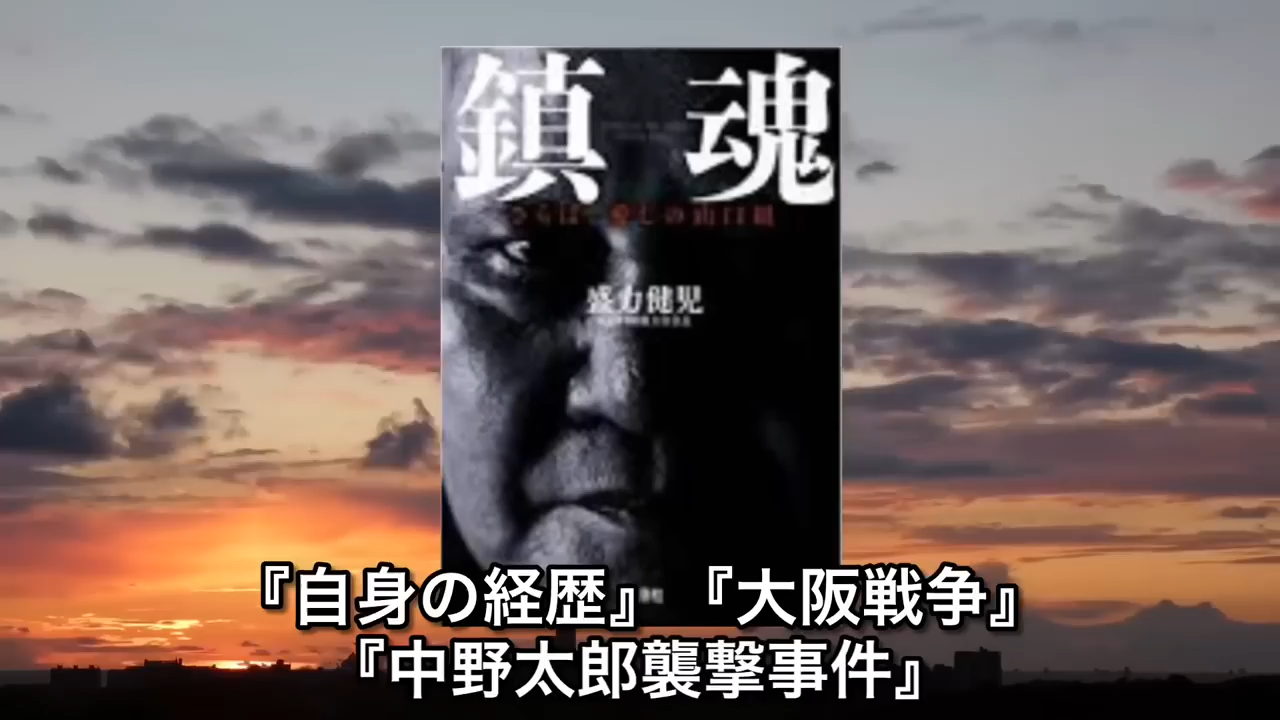 鎮魂
さらば、愛しの山口組
盛力健児
『自身の経歴』『大阪戦争』
『中野太郎襲撃事件』